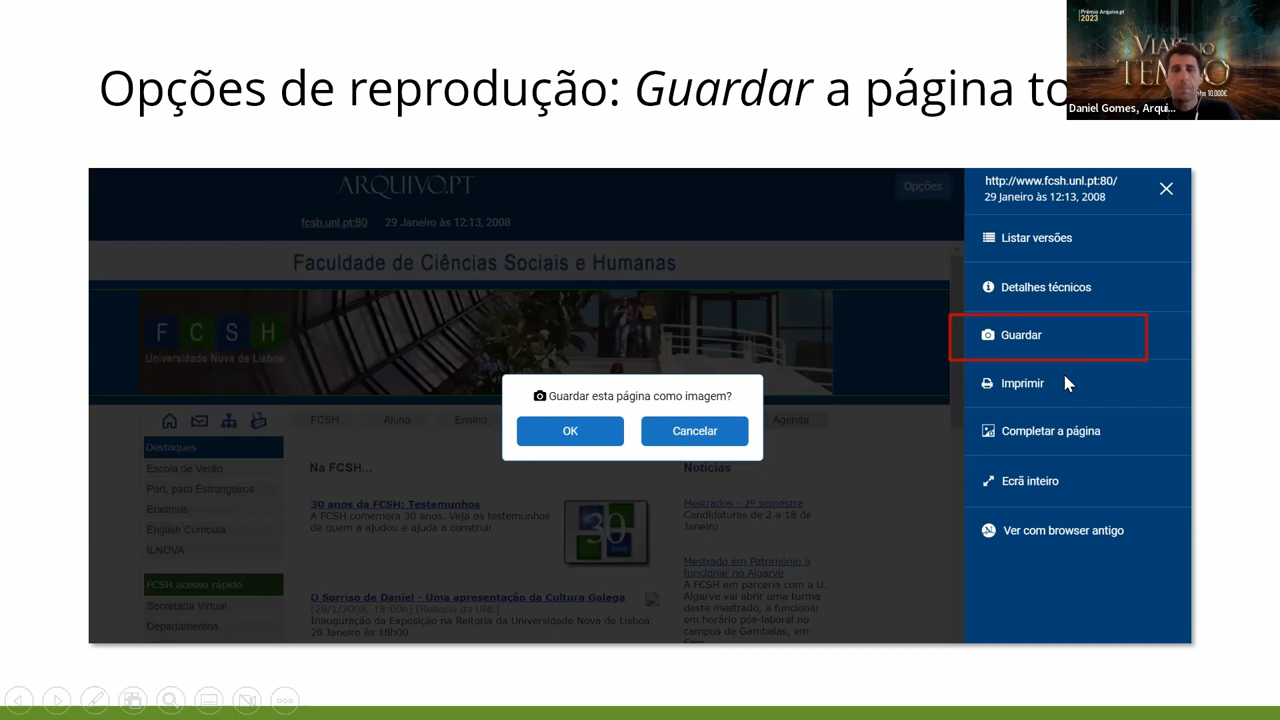 Opções de reprodução: Guardar a página to
Prémio Arquivo.pt
2023
VIAJE NO
TEMPO
10.000€
Daniel Gomes, Arqui...
ARQUIVO.PT
Opções
fcsh.unl.pt:80
29 Janeiro às 12:13, 2008
http://www.fcsh.unl.pt:80/
29 Janeiro às 12:13, 2008
Listar versões
Detalhes técnicos
Guardar
Imprimir
Completar a página
Ecrã inteiro
Ver com browser antigo
Faculdade de Ciências Sociais e Humanas
F C S H
Universidade Nova de Lisboa
Guardar esta página como imagem?
OK
Cancelar
FCSH
Aluno
Ensino
Agenda
Destaques
Escola de Verão
Port. para Estrangeiros
Erasmus
English Curricula
ILNOVA
FCSH acesso rápido
Secretaria Virtual
Departamentos
Na FCSH...
30 anos da FCSH: Testemunhos
A FCSH comemora 30 anos. Veja os testemunhos
de quem a ajudou e ajuda a construir
30
O Sorriso de Daniel - Uma apresentação da Cultura Galega
[28/1/2008, 18:00h] [Reitoria da UNL]
Inauguração da Exposição na Reitoria da Universidade Nova de Lisboa:
28 Janeiro às 18h00
Notícias
Mestrados - 2º semestre
Candidaturas de 2 a 18 de
Janeiro
Mestrado em Património a
funcionar no Algarve
A FCSH em parceria com a U.
Algarve vai abrir uma turma
deste mestrado, a funcionar
em horário pós-laboral no
campus de Gambelas, em
Faro